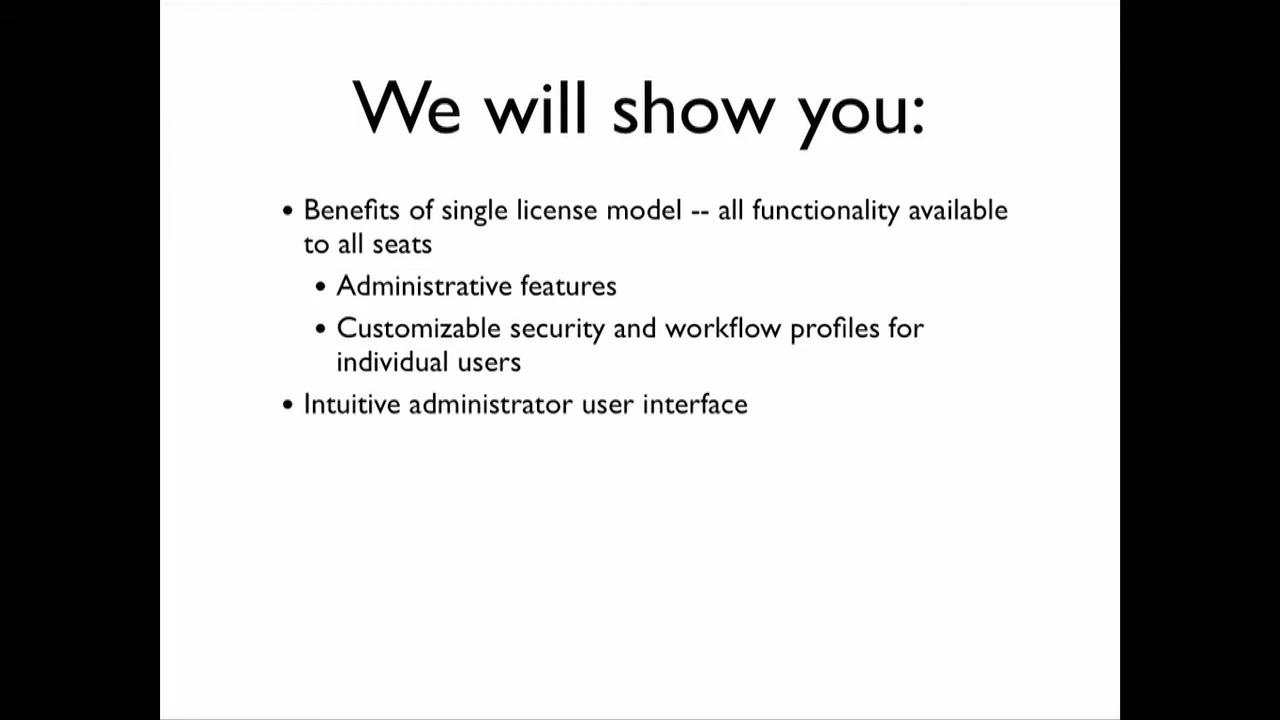 We will show you:
• Benefits of single license model -- all functionality available
to all seats
• Administrative features
• Customizable security and workflow profiles for
individual users
• Intuitive administrator user interface